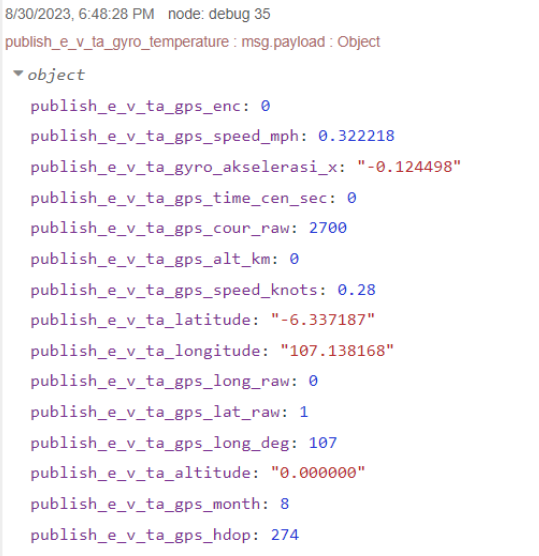 8/30/2023, 6:48:28 PM node: debug 35
publish_e_v_ta_gyro_temperature : msg.payload : Object
object
publish_e_v_ta_gps_enc: 0
publish_e_v_ta_gps_speed_mph: 0.322218
publish_e_v_ta_gyro_akselerasi_x: "-0.124498"
publish_e_v_ta_gps_time_cen_sec: 0
publish_e_v_ta_gps_cour_raw: 2700
publish_e_v_ta_gps_alt_km: 0
publish_e_v_ta_gps_speed_knots: 0.28
publish_e_v_ta_latitude: "-6.337187"
publish_e_v_ta_longitude: "107.138168"
publish_e_v_ta_gps_long_raw: 0
publish_e_v_ta_gps_lat_raw: 1
publish_e_v_ta_gps_long_deg: 107
publish_e_v_ta_altitude: "0.000000"
publish_e_v_ta_gps_month: 8
publish_e_v_ta_gps_hdop: 274